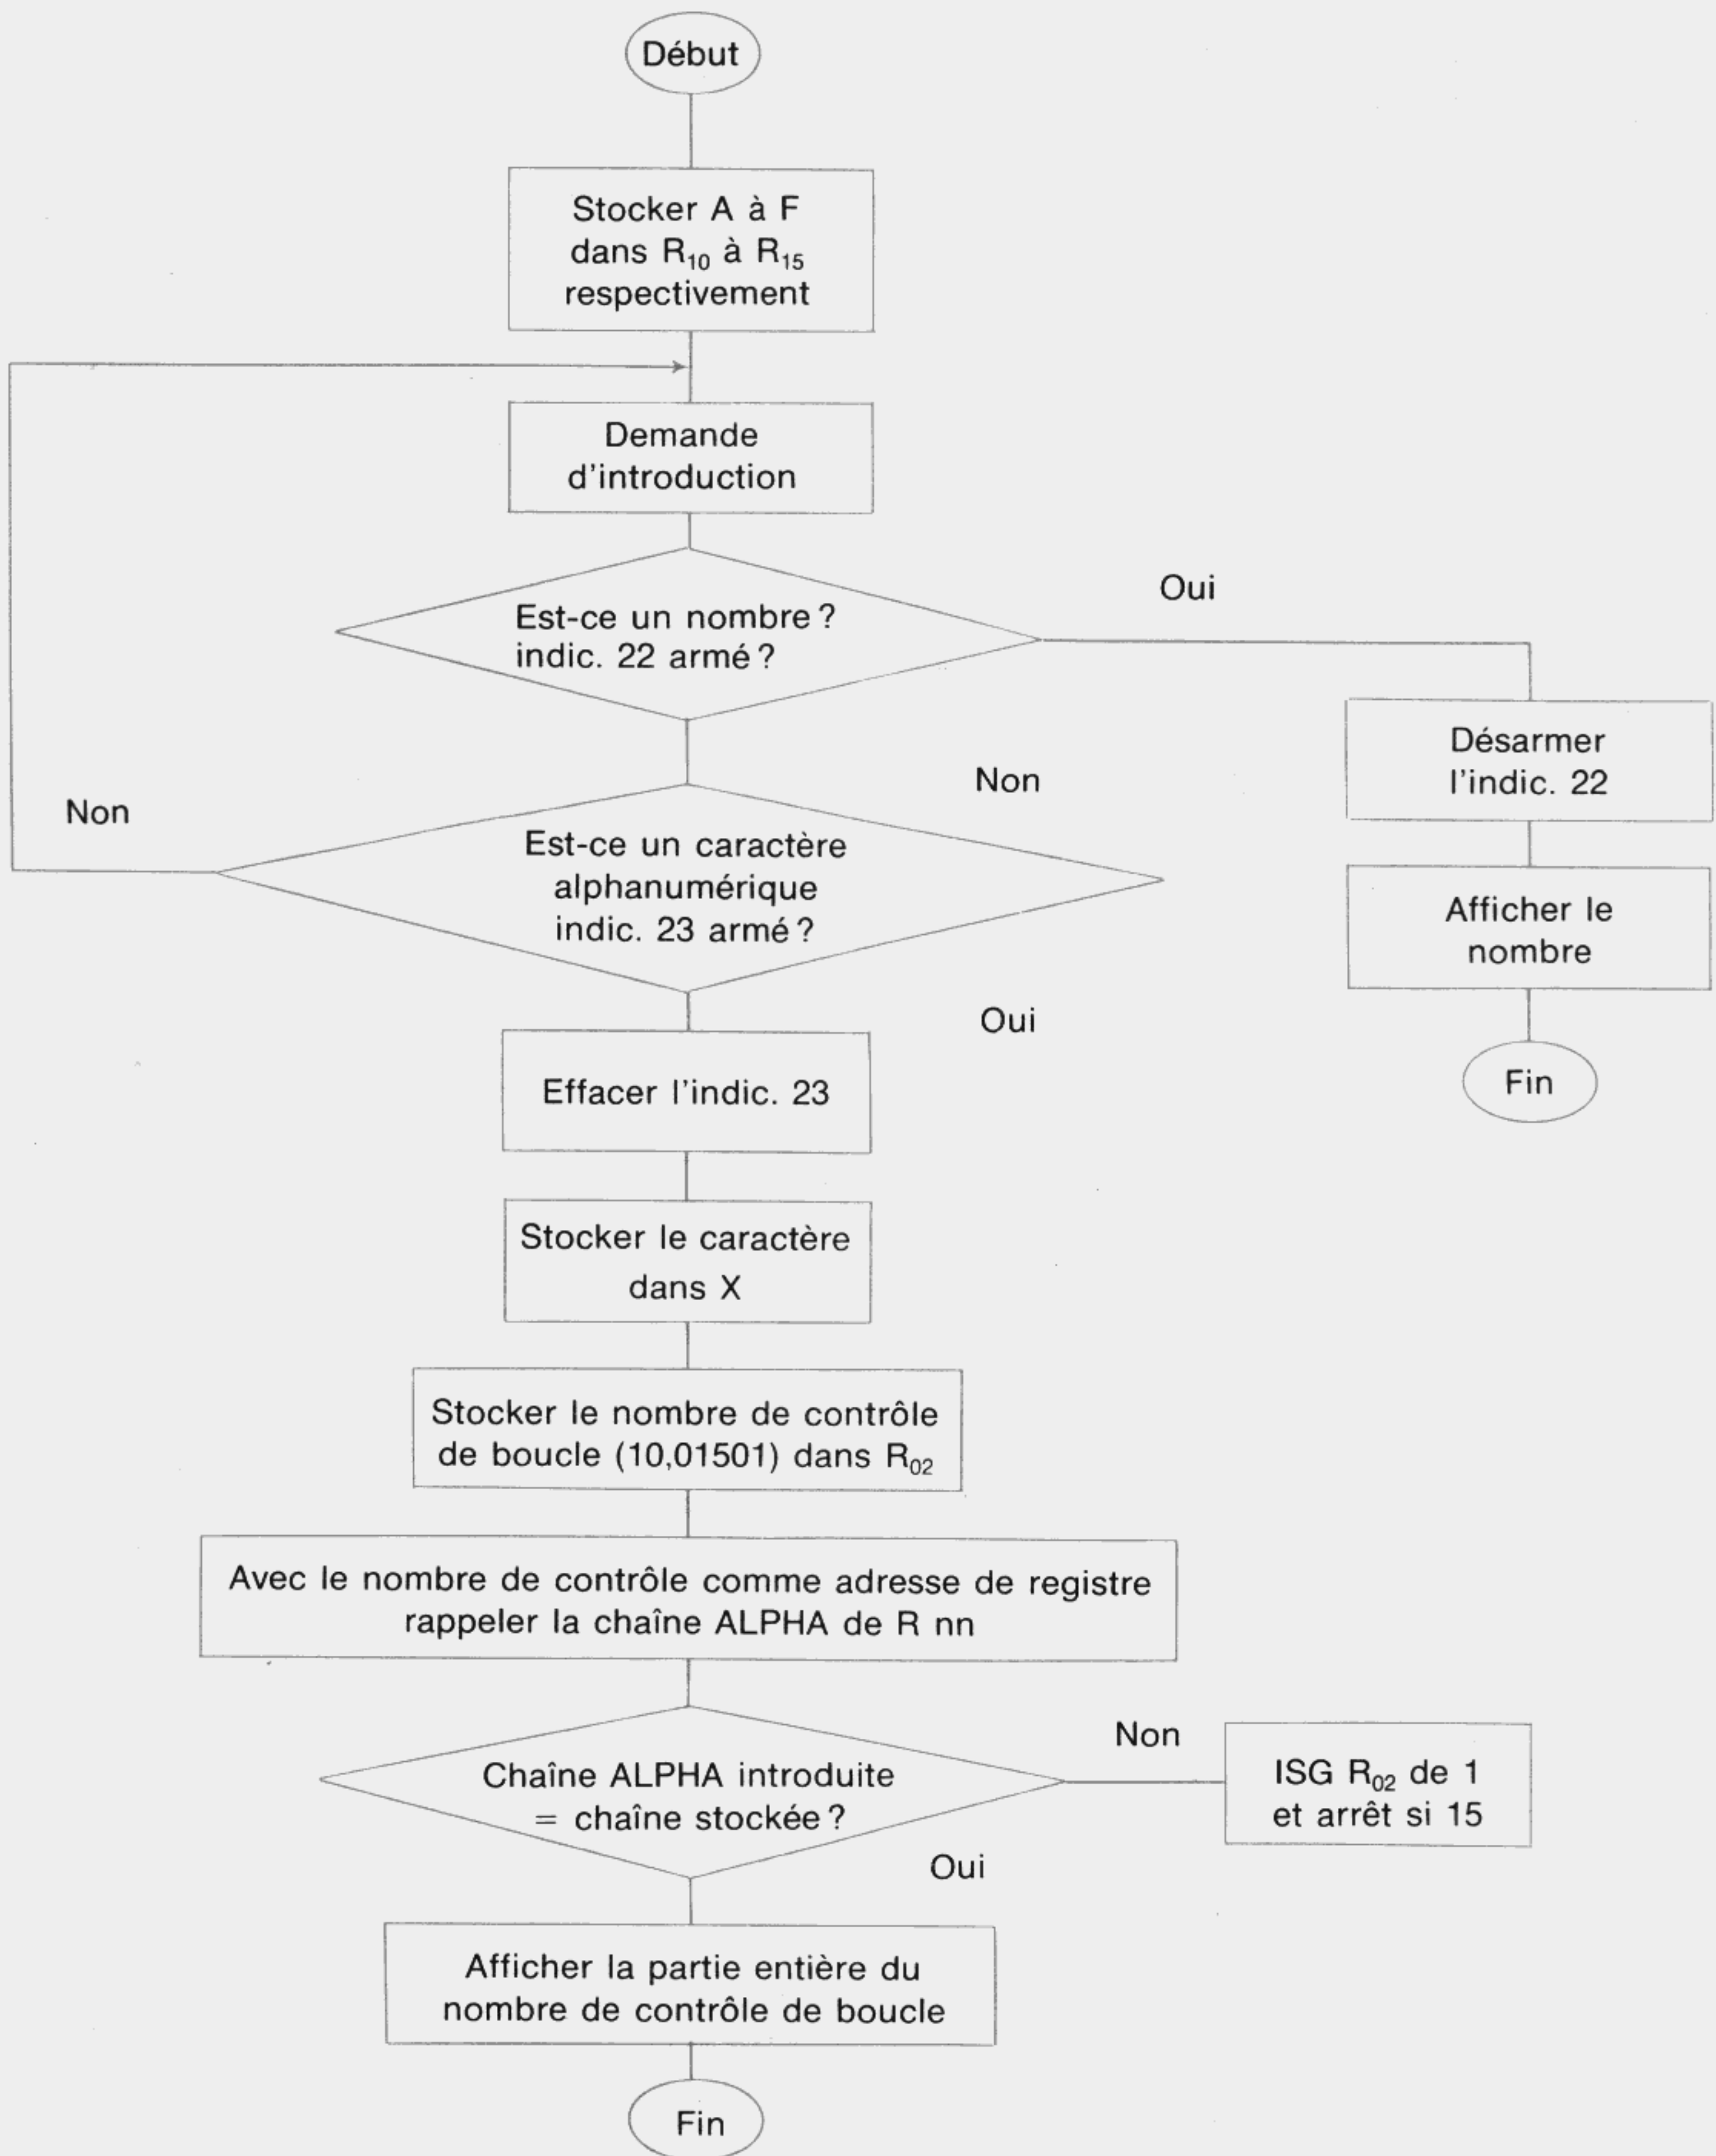 Début
Stocker A à F
dans R₁₀ à R₁₅
respectivement
Demande
d'introduction
Est-ce un nombre ?
indic. 22 armé ?
Oui
Désarmer
l'indic. 22
Afficher le
nombre
Fin
Non
Non
Est-ce un caractère
alphanumérique
indic. 23 armé ?
Oui
Effacer l'indic. 23
Stocker le caractère
dans X
Stocker le nombre de contrôle
de boucle (10,01501) dans R₀₂
Avec le nombre de contrôle comme adresse de registre
rappeler la chaîne ALPHA de R nn
Chaîne ALPHA introduite
= chaîne stockée ?
Non
ISG R₀₂ de 1
et arrêt si 15
Oui
Afficher la partie entière du
nombre de contrôle de boucle
Fin